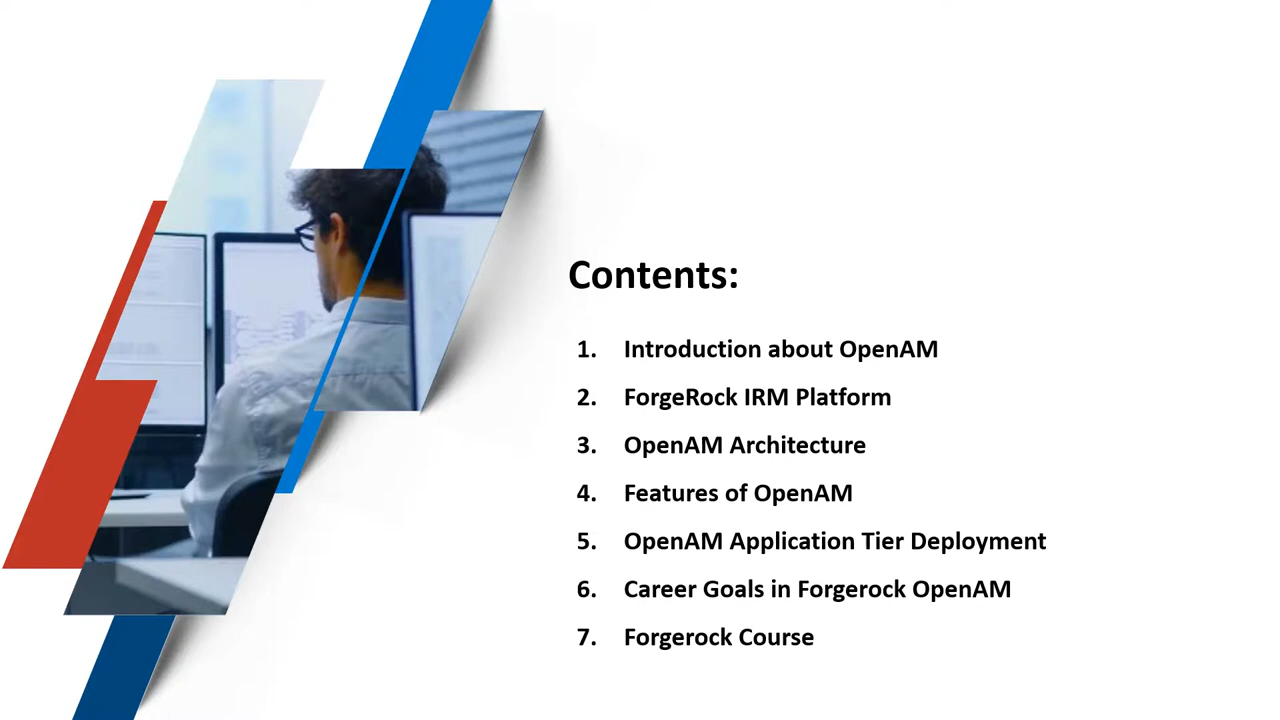 Contents:
1. Introduction about OpenAM
2. ForgeRock IRM Platform
3. OpenAM Architecture
4. Features of OpenAM
5. OpenAM Application Tier Deployment
6. Career Goals in Forgerock OpenAM
7. Forgerock Course